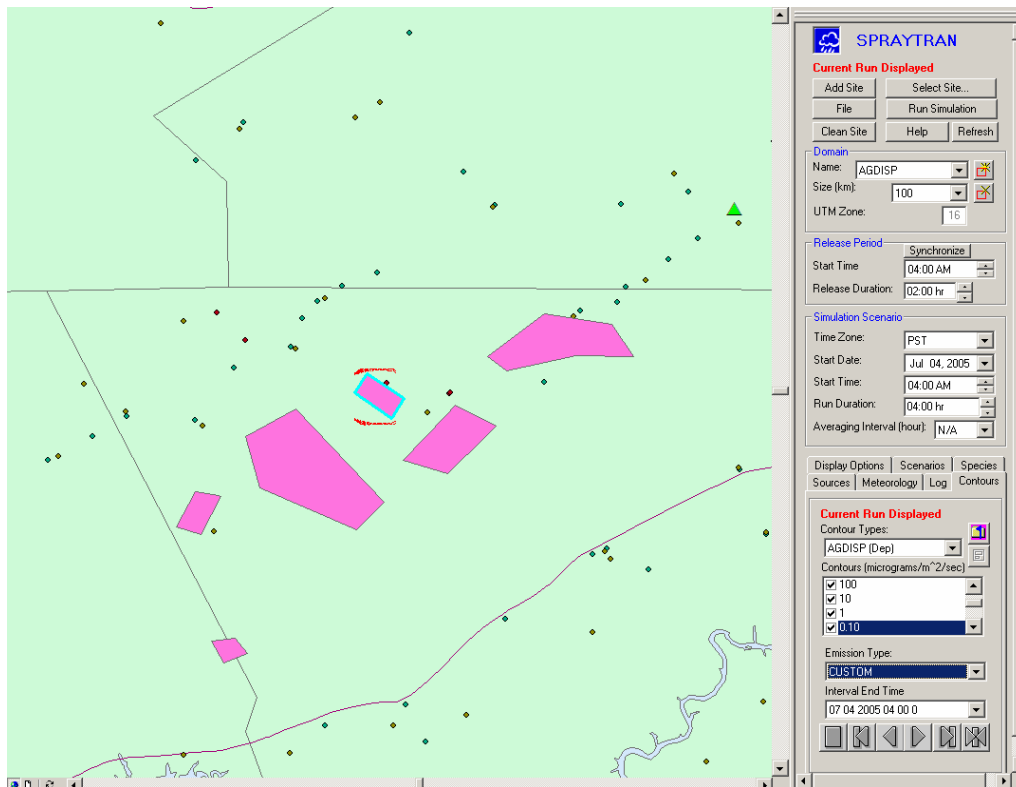 SPRAYTRAN
Current Run Displayed
Add Site Select Site...
File Run Simulation
Clean Site Help Refresh
Domain
Name: AGDISP
Size (km): 100
UTM Zone: 16
Release Period Synchronize
Start Time 04:00 AM
Release Duration: 02:00 hr
Simulation Scenario
Time Zone: PST
Start Date: Jul 04, 2005
Start Time: 04:00 AM
Run Duration: 04:00 hr
Averaging Interval (hour): N/A
Display Options Scenarios Species
Sources Meteorology Log Contours
Current Run Displayed
Contour Types:
AGDISP (Dep)
Contours (micrograms/m^2/sec)
100
10
1
0.10
Emission Type:
CUSTOM
Interval End Time
07 04 2005 04 00 0